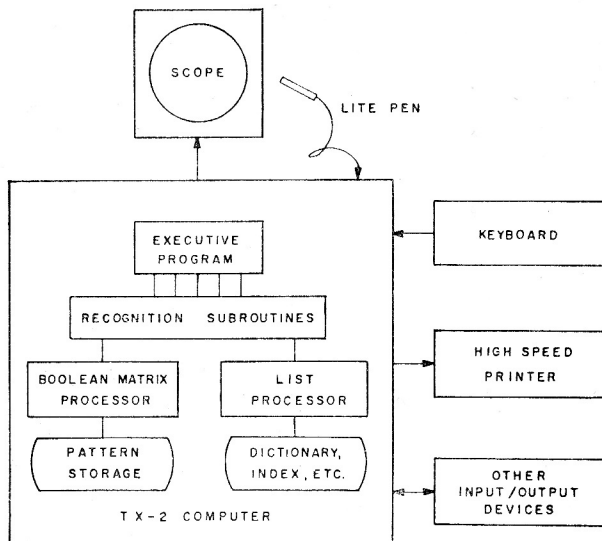 SCOPE
LITE PEN
EXECUTIVE
PROGRAM
KEYBOARD
RECOGNITION SUBROUTINES
HIGH SPEED
PRINTER
BOOLEAN MATRIX
PROCESSOR
LIST
PROCESSOR
PATTERN
STORAGE
DICTIONARY,
INDEX, ETC.
OTHER
INPUT/OUTPUT
DEVICES
TX-2 COMPUTER